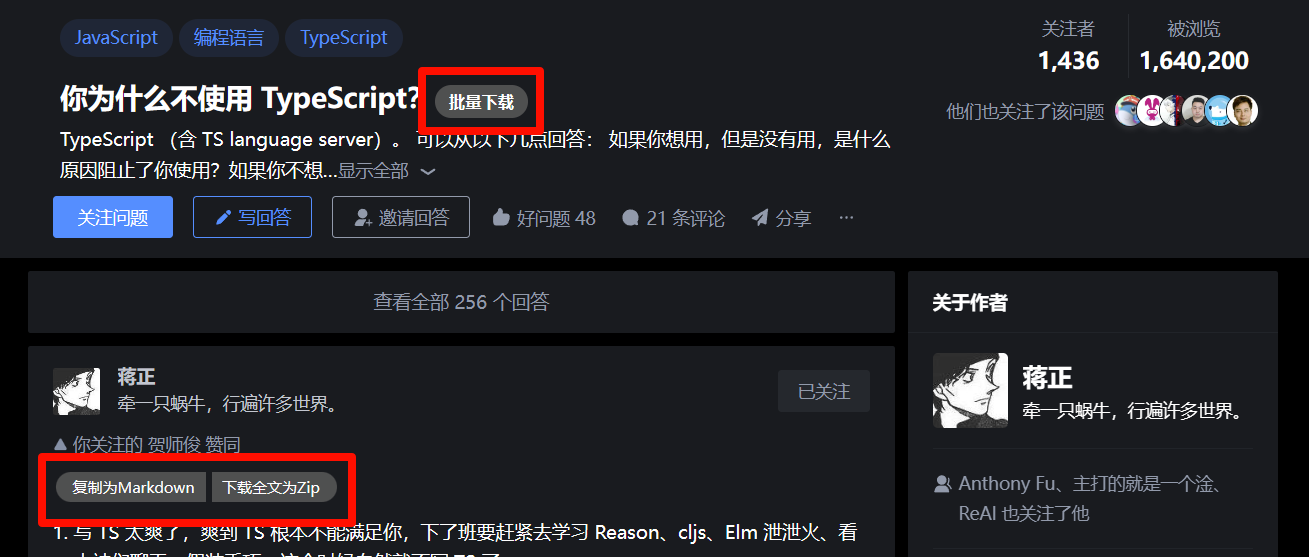 JavaScript 编程语言 TypeScript
关注者 被浏览
1,436 1,640,200
你为什么不使用 TypeScript? 批量下载
他们也关注了该问题
TypeScript （含 TS language server）。 可以从以下几点回答： 如果你想用，但是没有用，是什么
原因阻止了你使用？如果你不想...显示全部
关注问题 写回答 邀请回答 好问题 48 21 条评论 分享 ···
查看全部 256 个回答
蒋正
牵一只蜗牛，行遍许多世界。
已关注
你关注的 贺师俊 赞同
复制为Markdown 下载全文为Zip
1. 写 TS 太爽了，爽到 TS 根本不能满足你，下了班要赶紧去学习 Reason、cljs、Elm 泄泄火、看
关于作者
蒋正
牵一只蜗牛，行遍许多世界。
Anthony Fu、主打的就是一个淦、
ReAI 也关注了他